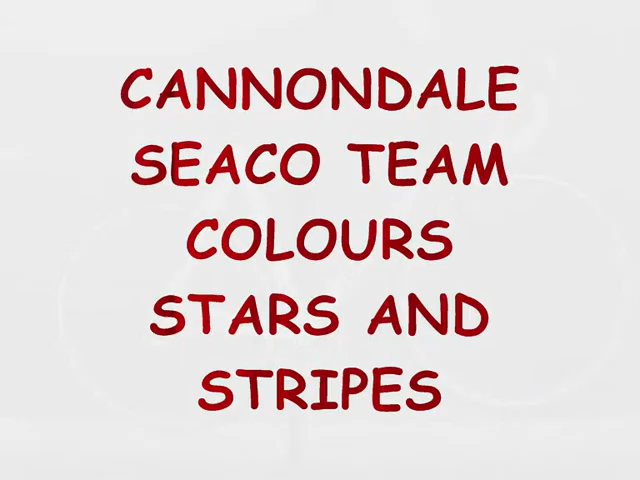 CANNONDALE
SEACO TEAM
COLOURS
STARS AND
STRIPES